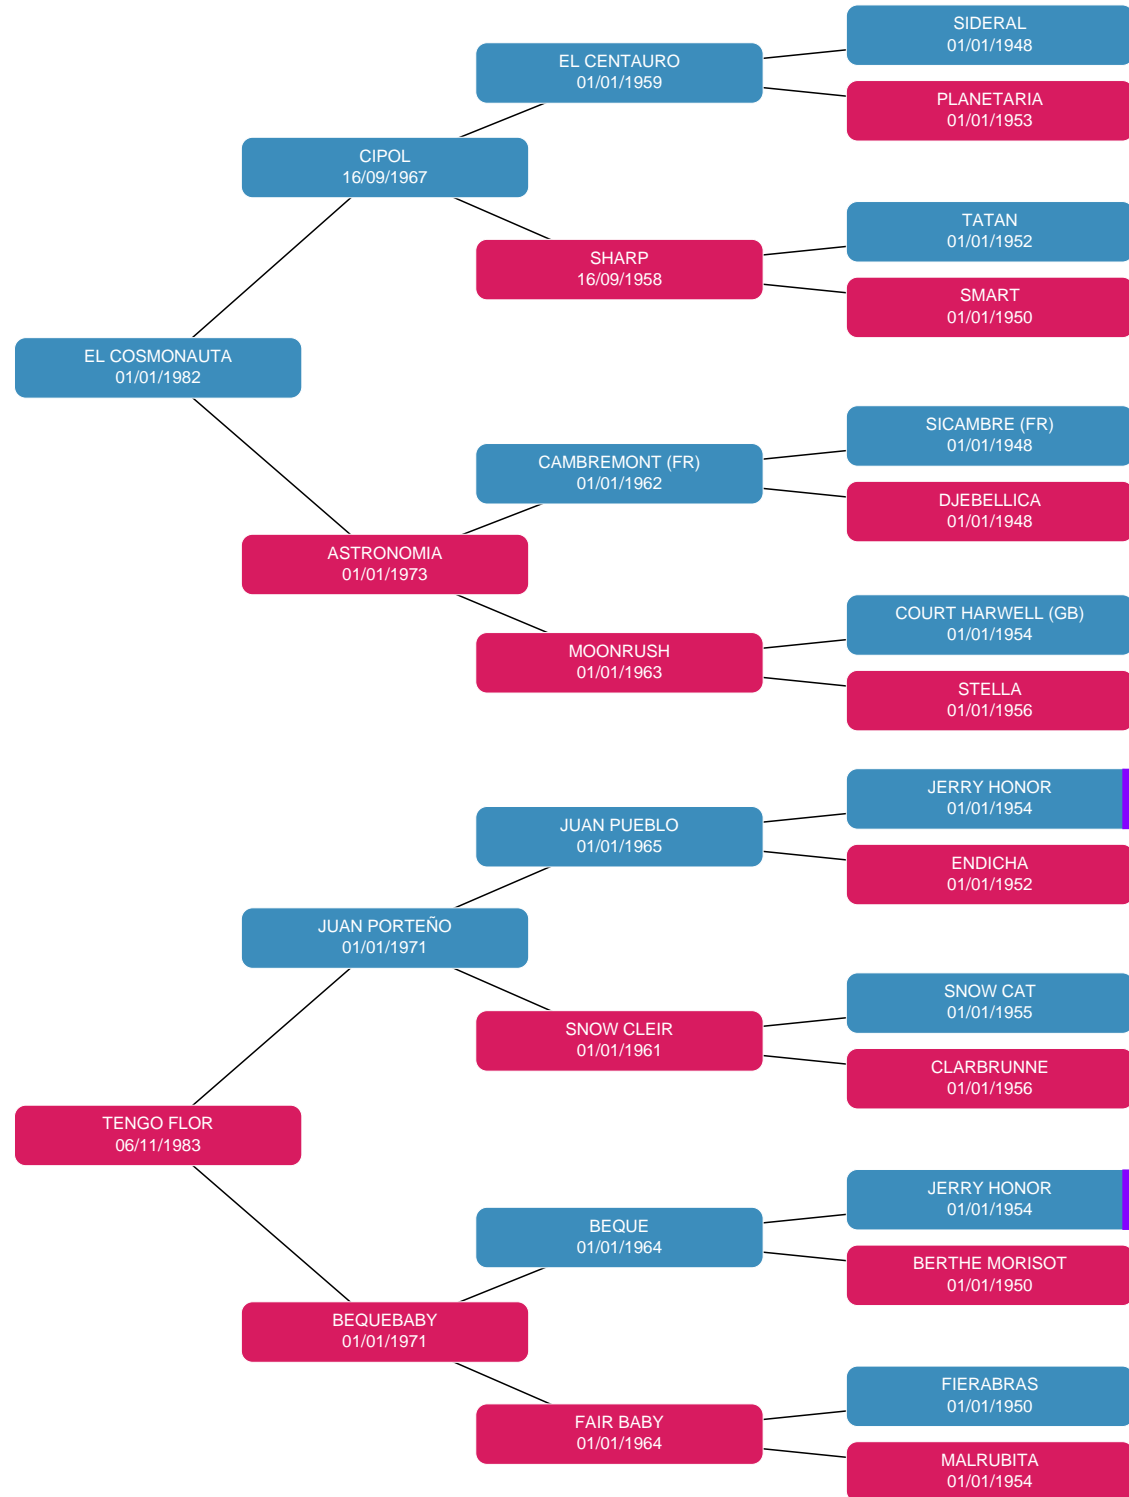 SIDERAL
01/01/1948
EL CENTAURO
01/01/1959
PLANETARIA
01/01/1953
CIPOL
16/09/1967
TATAN
01/01/1952
SHARP
16/09/1958
SMART
01/01/1950
EL COSMONAUTA
01/01/1982
SICAMBRE (FR)
01/01/1948
CAMBREMONT (FR)
01/01/1962
DJEBELLICA
01/01/1948
ASTRONOMIA
01/01/1973
COURT HARWELL (GB)
01/01/1954
MOONRUSH
01/01/1963
STELLA
01/01/1956
JERRY HONOR
01/01/1954
JUAN PUEBLO
01/01/1965
ENDICHA
01/01/1952
JUAN PORTEÑO
01/01/1971
SNOW CAT
01/01/1955
SNOW CLEIR
01/01/1961
CLARBRUNNE
01/01/1956
TENGO FLOR
06/11/1983
JERRY HONOR
01/01/1954
BEQUE
01/01/1964
BERTHE MORISOT
01/01/1950
BEQUEBABY
01/01/1971
FIERABRAS
01/01/1950
FAIR BABY
01/01/1964
MALRUBITA
01/01/1954